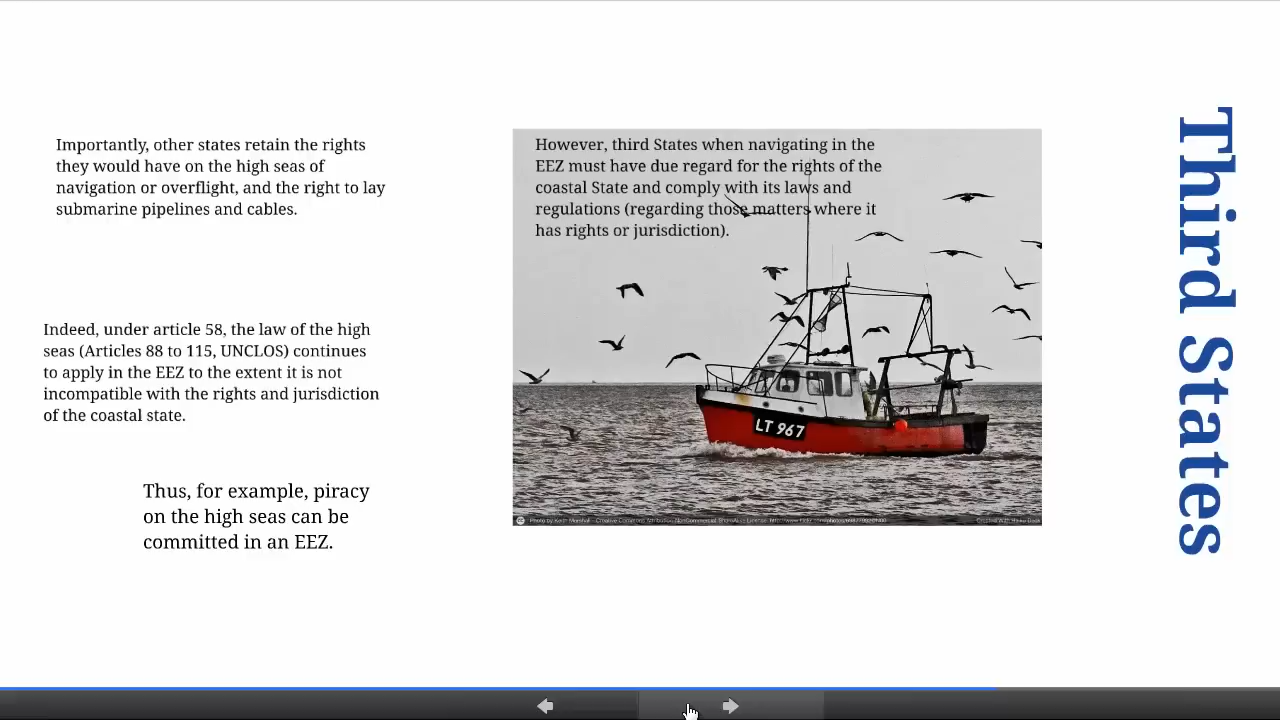 Importantly, other states retain the rights
they would have on the high seas of
navigation or overflight, and the right to lay
submarine pipelines and cables.
Indeed, under article 58, the law of the high
seas (Articles 88 to 115, UNCLOS) continues
to apply in the EEZ to the extent it is not
incompatible with the rights and jurisdiction
of the coastal state.
Thus, for example, piracy
on the high seas can be
committed in an EEZ.
However, third States when navigating in the
EEZ must have due regard for the rights of the
coastal State and comply with its laws and
regulations (regarding those matters where it
has rights or jurisdiction).
LT 967
Third States